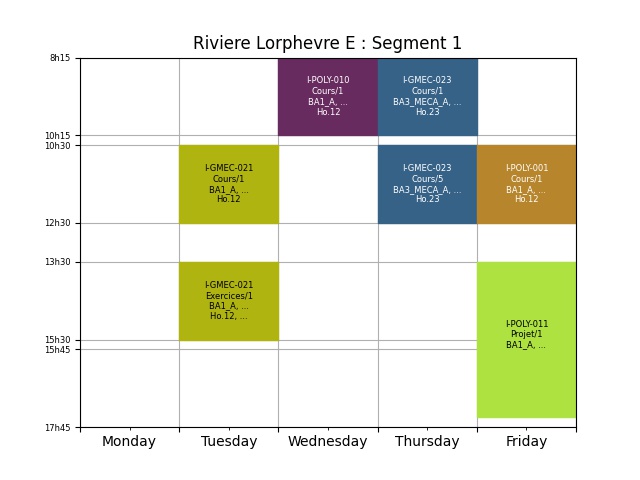 Riviere Lorphevre E : Segment 1
8h15
I-POLY-010
Cours/1
BA1_A, ...
Ho.12
I-GMEC-023
Cours/1
BA3_MECA_A, ...
Ho.23
10h15
10h30
I-GMEC-021
Cours/1
BA1_A, ...
Ho.12
I-GMEC-023
Cours/5
BA3_MECA_A, ...
Ho.23
I-POLY-001
Cours/1
BA1_A, ...
Ho.12
12h30
13h30
I-GMEC-021
Exercices/1
BA1_A, ...
Ho.12, ...
I-POLY-011
Projet/1
BA1_A, ...
15h30
15h45
17h45
Monday Tuesday Wednesday Thursday Friday